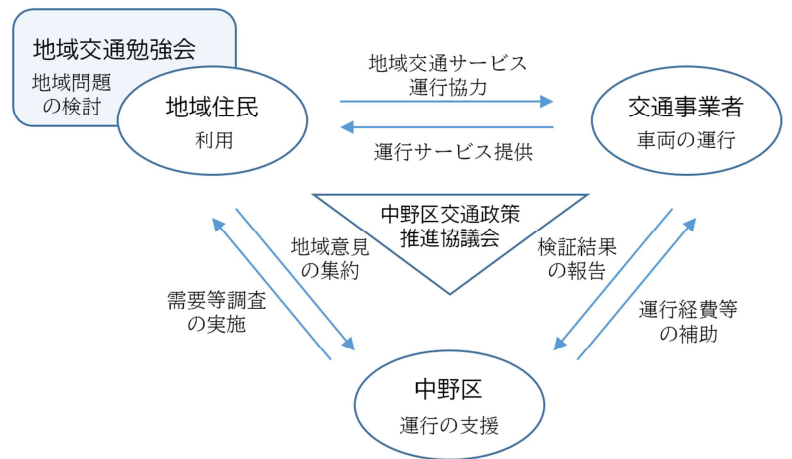 地域交通勉強会
地域問題
の検討
地域住民
利用
地域交通サービス
運行協力
運行サービス提供
交通事業者
車両の運行
中野区交通政策
推進協議会
地域意見
の集約
需要等調査
の実施
検証結果
の報告
運行経費等
の補助
中野区
運行の支援